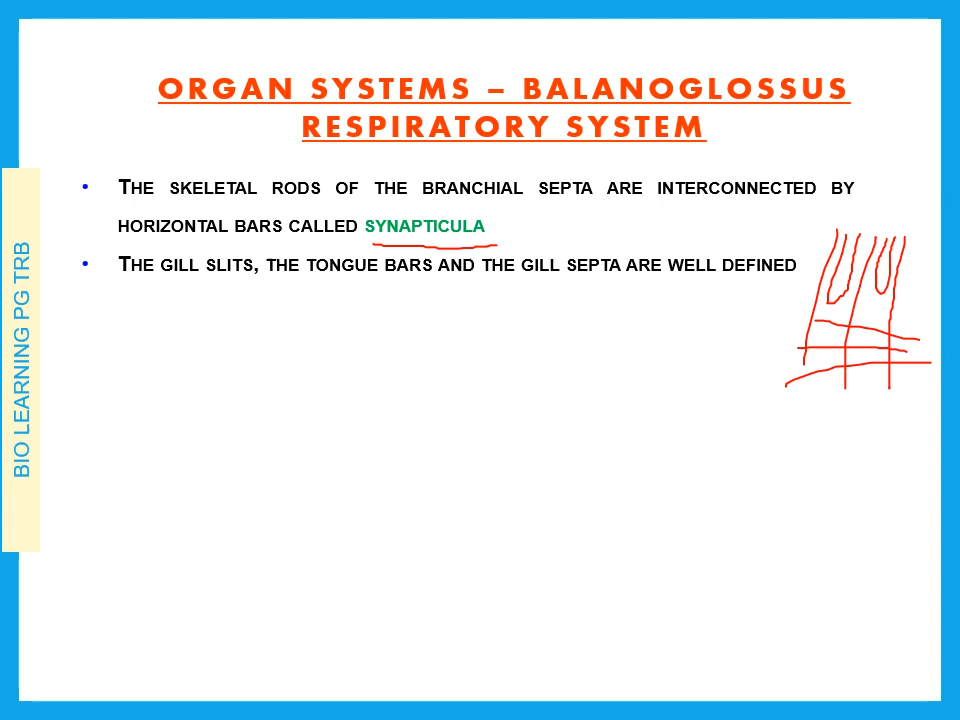 ORGAN SYSTEMS – BALANOGLOSSUS
RESPIRATORY SYSTEM
• THE SKELETAL RODS OF THE BRANCHIAL SEPTA ARE INTERCONNECTED BY
HORIZONTAL BARS CALLED SYNAPTICULA
• THE GILL SLITS, THE TONGUE BARS AND THE GILL SEPTA ARE WELL DEFINED
BIO LEARNING PG TRB